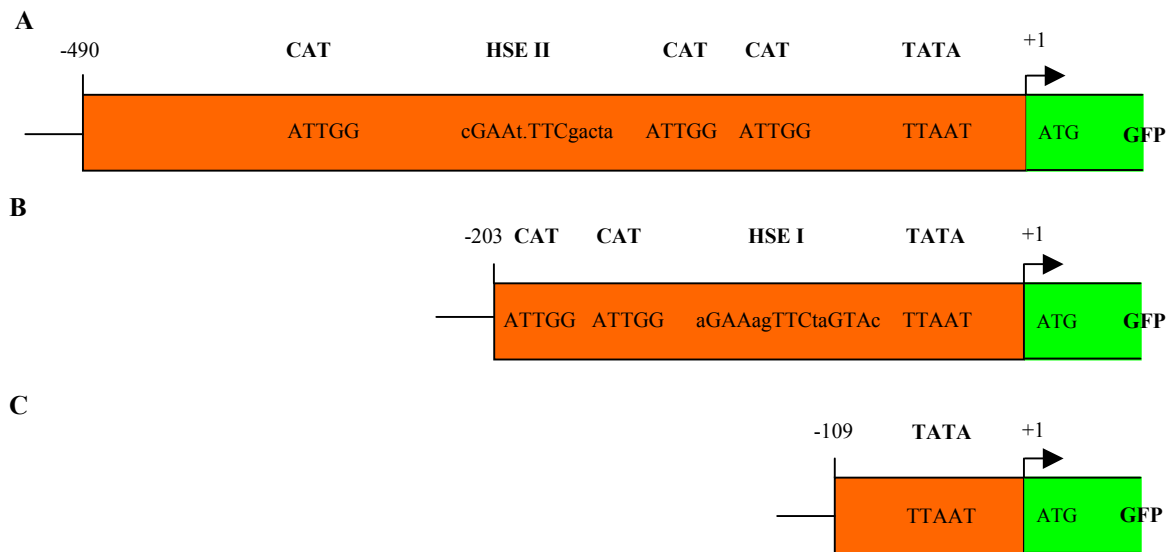 A
-490 CAT HSE II CAT CAT TATA +1
ATTGG cGAAt.TTCgacta ATTGG ATTGG TTAAT ATG GFP
B
-203 CAT CAT HSE I TATA +1
ATTGG ATTGG aGAAagTTCtaGTAc TTAAT ATG GFP
C
-109 TATA +1
TTAAT ATG GFP